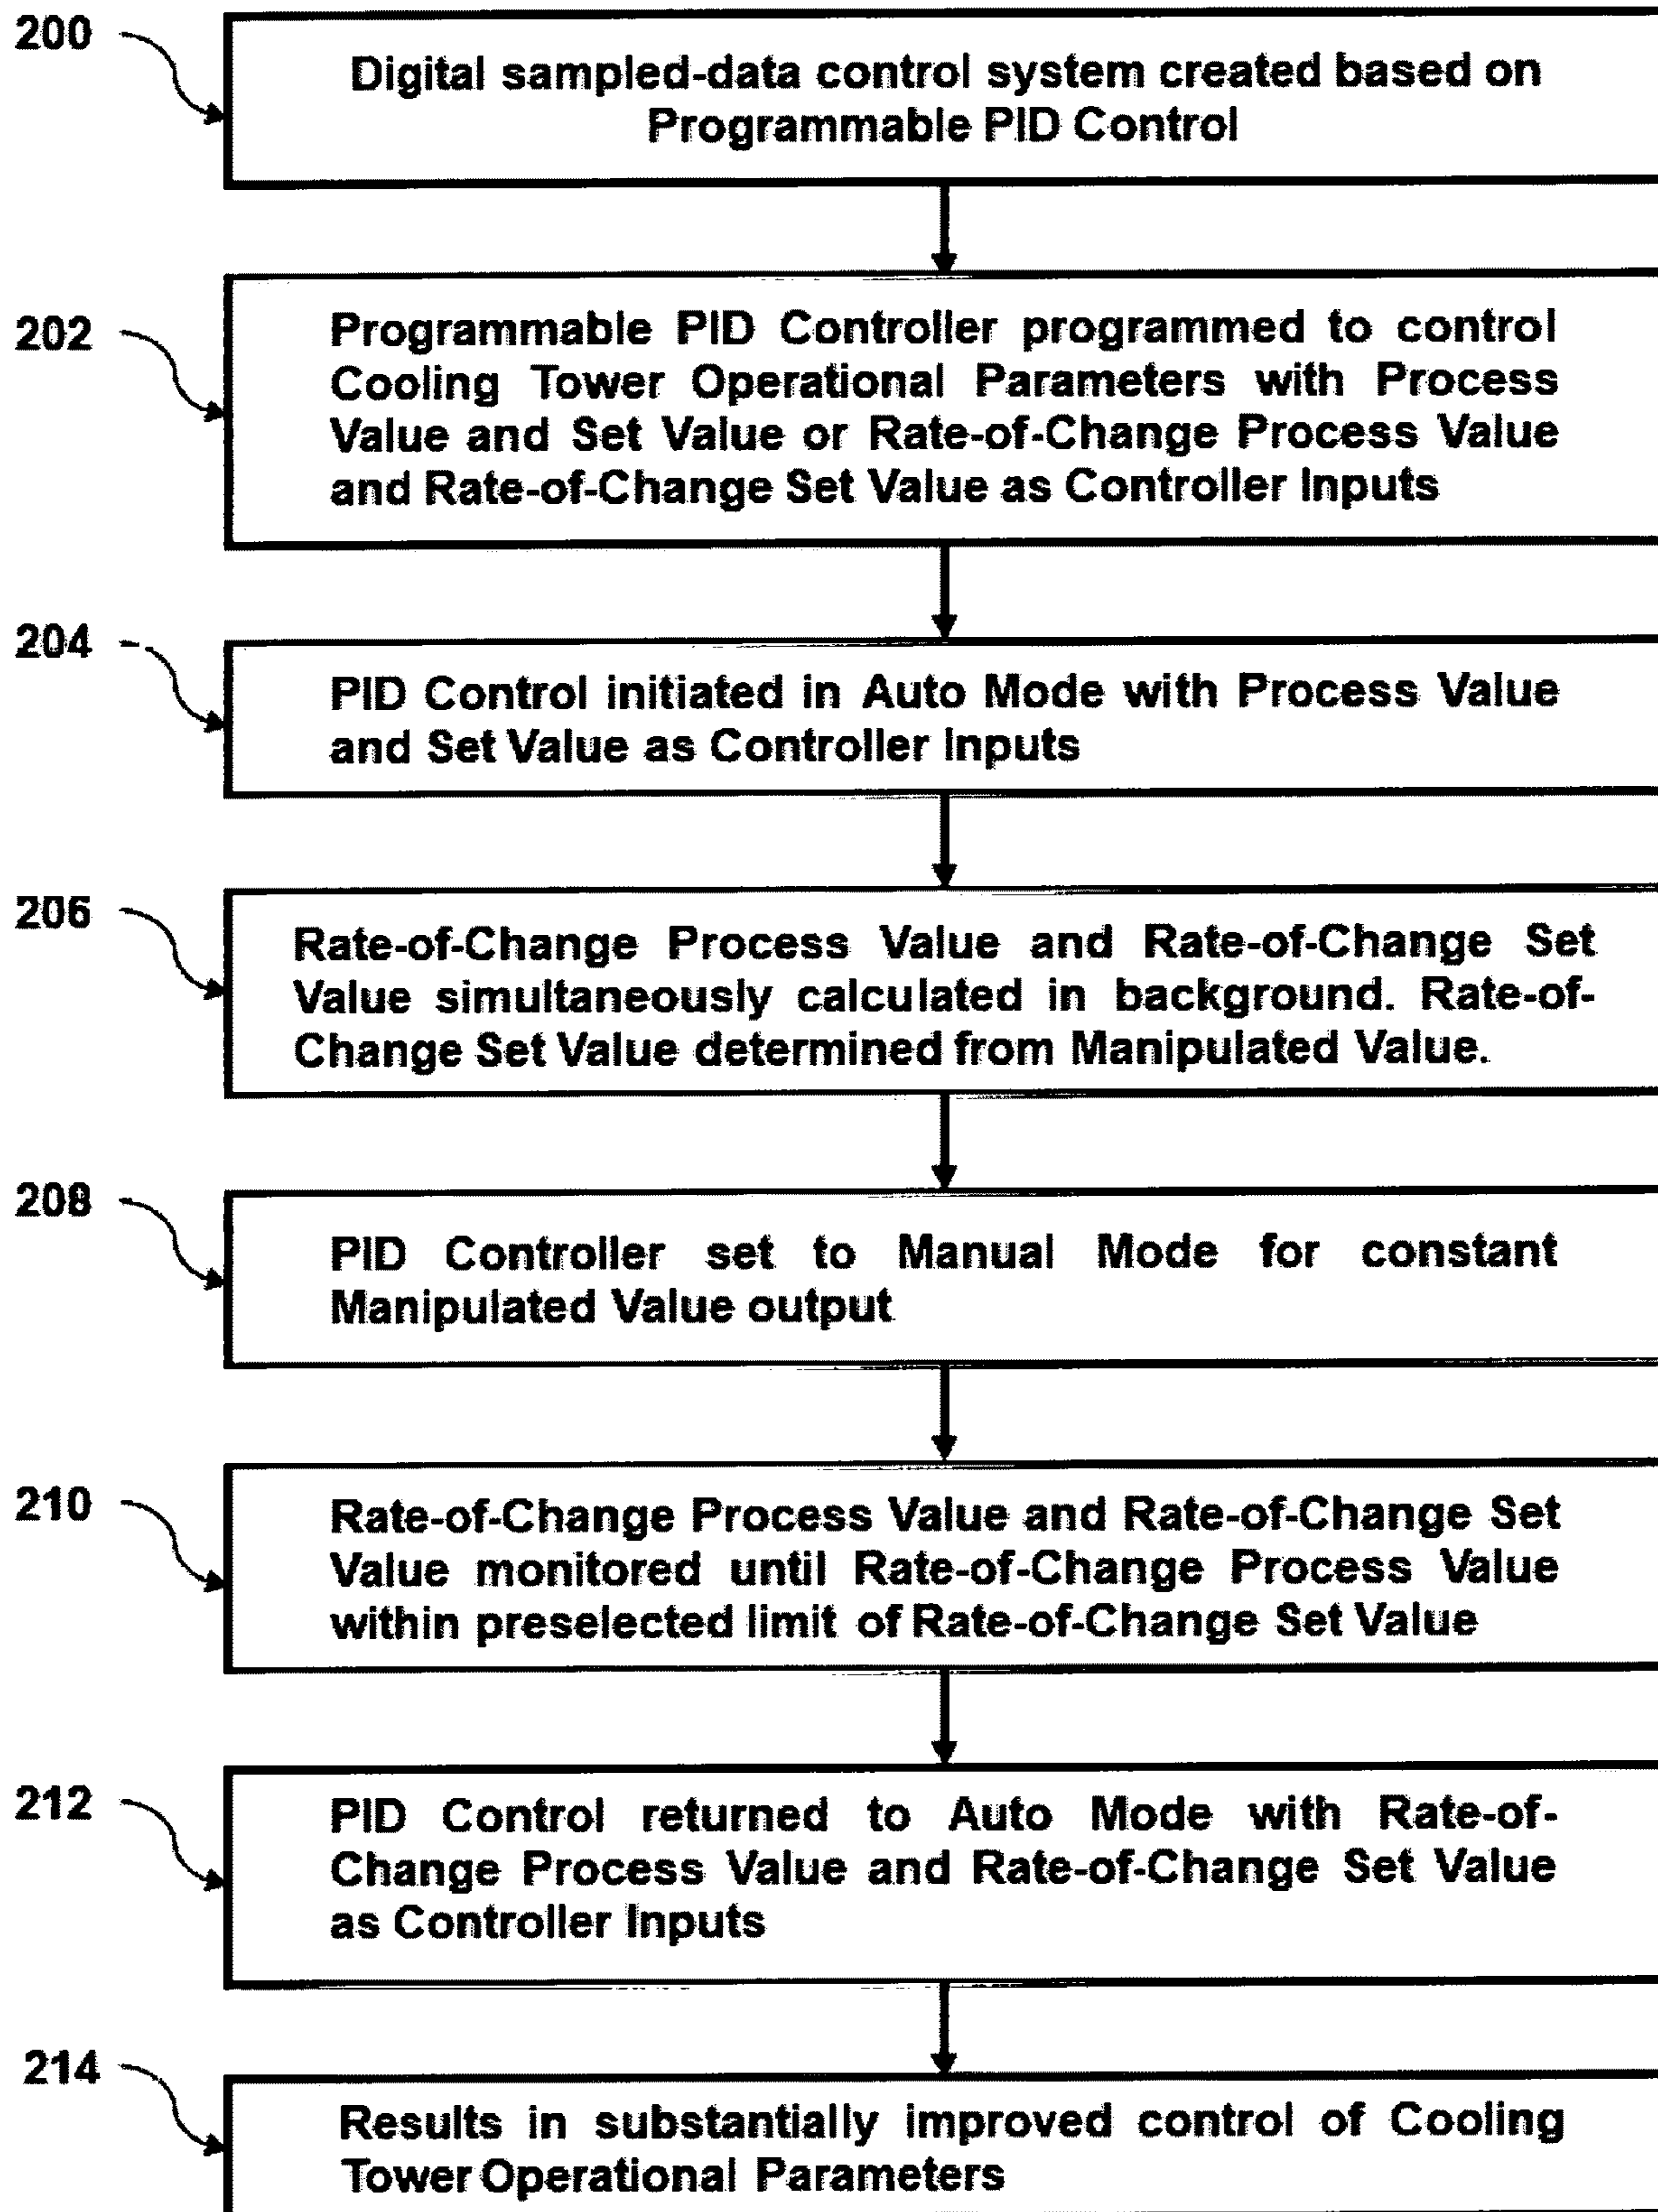 200
Digital sampled-data control system created based on
Programmable PID Control
202
Programmable PID Controller programmed to control
Cooling Tower Operational Parameters with Process
Value and Set Value or Rate-of-Change Process Value
and Rate-of-Change Set Value as Controller Inputs
204
PID Control initiated in Auto Mode with Process Value
and Set Value as Controller Inputs
206
Rate-of-Change Process Value and Rate-of-Change Set
Value simultaneously calculated in background. Rate-of-
Change Set Value determined from Manipulated Value.
208
PID Controller set to Manual Mode for constant
Manipulated Value output
210
Rate-of-Change Process Value and Rate-of-Change Set
Value monitored until Rate-of-Change Process Value
within preselected limit of Rate-of-Change Set Value
212
PID Control returned to Auto Mode with Rate-of-
Change Process Value and Rate-of-Change Set Value
as Controller Inputs
214
Results in substantially improved control of Cooling
Tower Operational Parameters